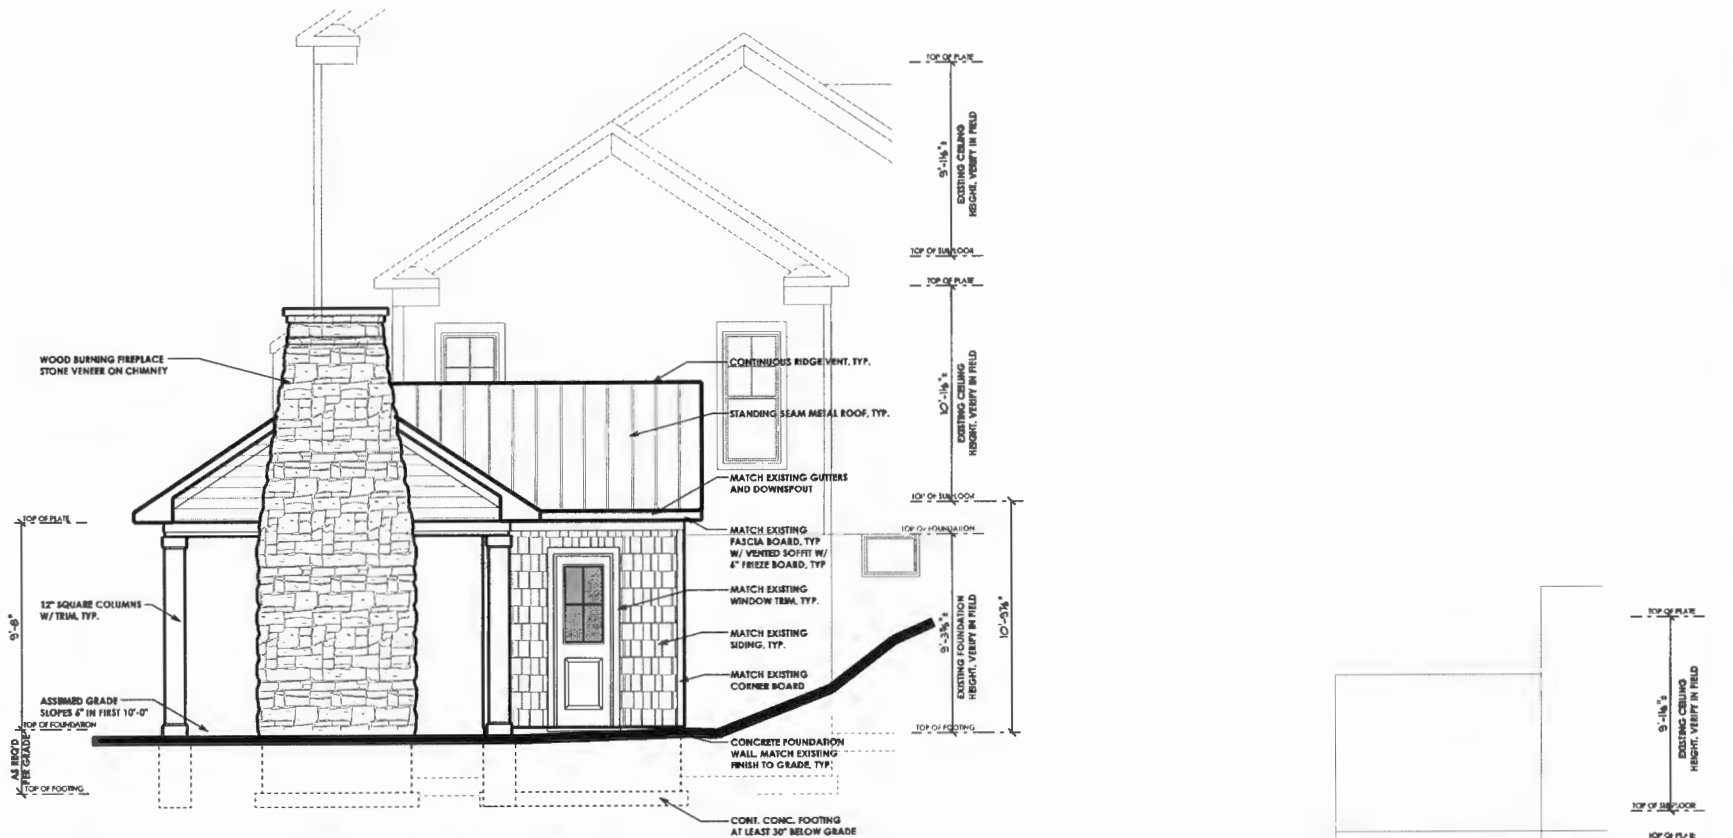 TOP OF PLATE
9'-1⅛"±
EXISTING CEILING
HEIGHT, VERIFY IN FIELD
TOP OF SUBFLOOR
TOP OF PLATE
10'-1⅛"±
EXISTING CEILING
HEIGHT, VERIFY IN FIELD
TOP OF SUBFLOOR
TOP OF FOUNDATION
EXISTING FOUNDATION
HEIGHT, VERIFY IN FIELD
TOP OF FOOTING
WOOD BURNING FIREPLACE
STONE VENEER ON CHIMNEY
TOP OF PLATE
9'-8"
12" SQUARE COLUMNS
W/ TRIM, TYP.
ASSUMED GRADE
SLOPES 6" IN FIRST 10'-0"
TOP OF FOUNDATION
AS REQ'D
PER GRADE
TOP OF FOOTING
CONTINUOUS RIDGE VENT, TYP.
STANDING SEAM METAL ROOF, TYP.
MATCH EXISTING GUTTERS
AND DOWNSPOUT
MATCH EXISTING
FASCIA BOARD, TYP
W/ VENTED SOFFIT W/
6" FRIEZE BOARD, TYP
MATCH EXISTING
WINDOW TRIM, TYP.
MATCH EXISTING
SIDING, TYP.
MATCH EXISTING
CORNER BOARD
CONCRETE FOUNDATION
WALL, MATCH EXISTING
FINISH TO GRADE, TYP.
CONT. CONC. FOOTING
AT LEAST 30" BELOW GRADE
TOP OF PLATE
9'-1⅛"±
EXISTING CEILING
HEIGHT, VERIFY IN FIELD
TOP OF SUBFLOOR
TOP OF PLATE